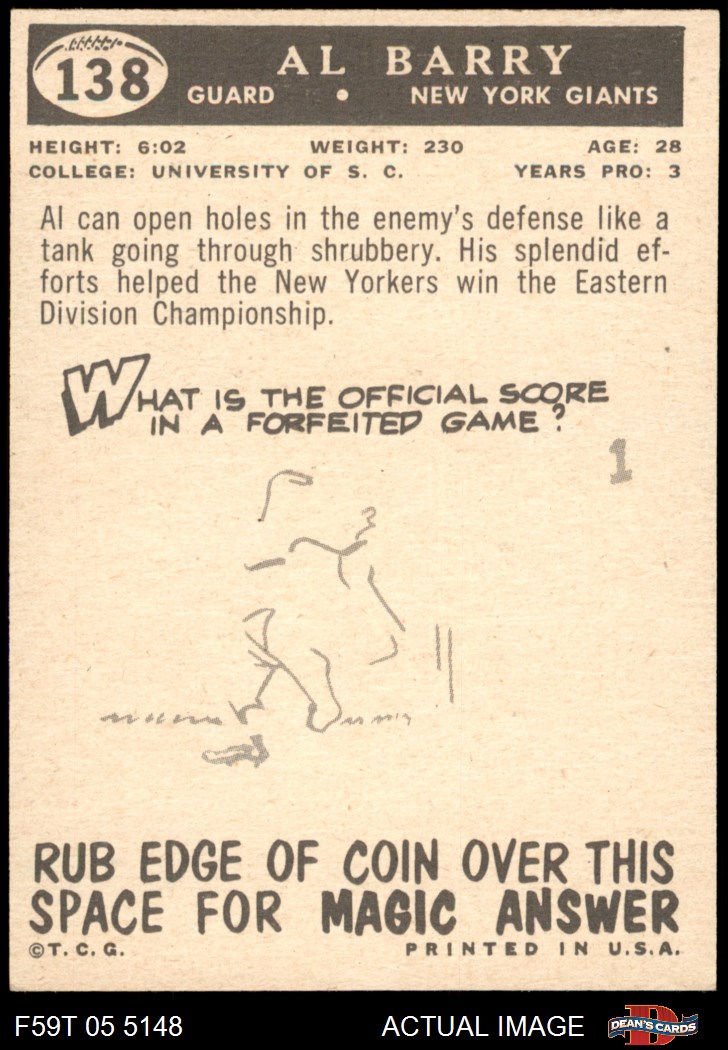 138
AL BARRY
GUARD • NEW YORK GIANTS
HEIGHT: 6:02 WEIGHT: 230 AGE: 28
COLLEGE: UNIVERSITY OF S. C. YEARS PRO: 3
Al can open holes in the enemy's defense like a
tank going through shrubbery. His splendid ef-
forts helped the New Yorkers win the Eastern
Division Championship.
WHAT IS THE OFFICIAL SCORE
IN A FORFEITED GAME?
1
RUB EDGE OF COIN OVER THIS
SPACE FOR MAGIC ANSWER
©T. C. G. PRINTED IN U.S.A.
F59T 05 5148 ACTUAL IMAGE D DEAN'S CARDS